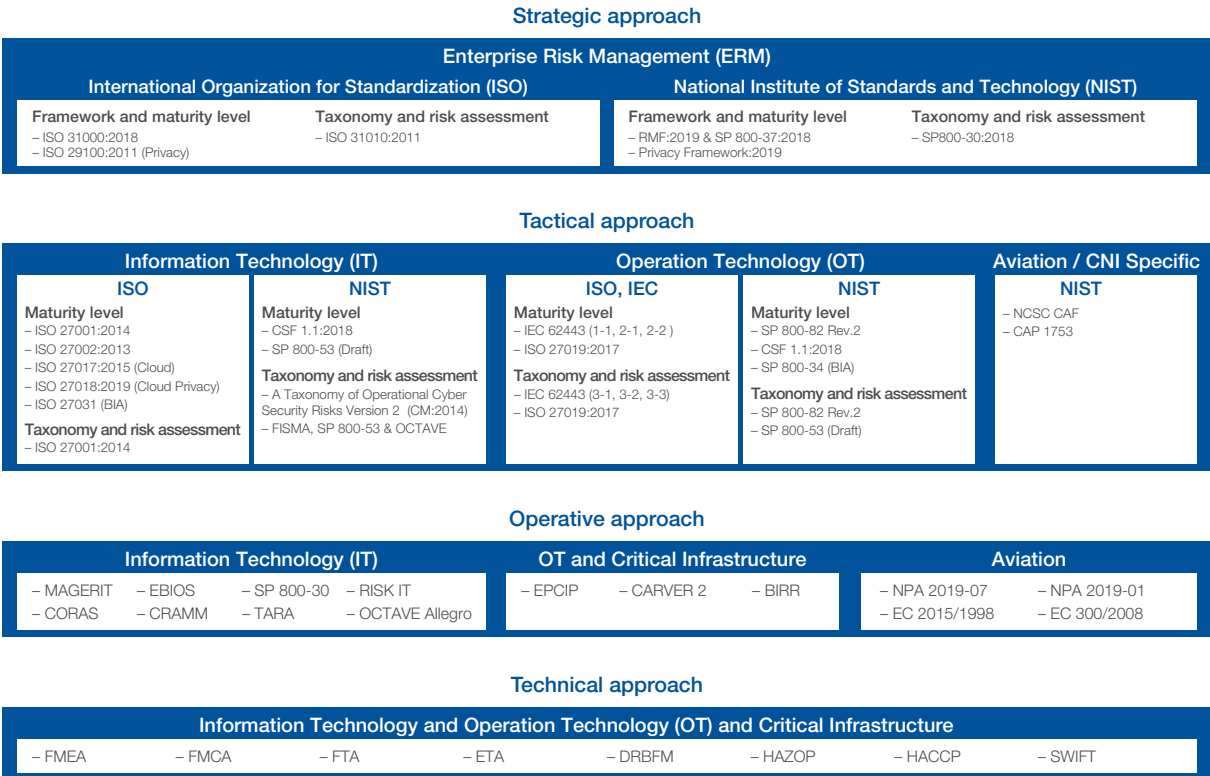 Strategic approach
Enterprise Risk Management (ERM)
International Organization for Standardization (ISO)
Framework and maturity level
– ISO 31000:2018
– ISO 29100:2011 (Privacy)
Taxonomy and risk assessment
– ISO 31010:2011
National Institute of Standards and Technology (NIST)
Framework and maturity level
– RMF:2019 & SP 800-37:2018
– Privacy Framework:2019
Taxonomy and risk assessment
– SP800-30:2018
Tactical approach
Information Technology (IT)
ISO
Maturity level
– ISO 27001:2014
– ISO 27002:2013
– ISO 27017:2015 (Cloud)
– ISO 27018:2019 (Cloud Privacy)
– ISO 27031 (BIA)
Taxonomy and risk assessment
– ISO 27001:2014
NIST
Maturity level
– CSF 1.1:2018
– SP 800-53 (Draft)
Taxonomy and risk assessment
– A Taxonomy of Operational Cyber
Security Risks Version 2 (CM:2014)
– FISMA, SP 800-53 & OCTAVE
Operation Technology (OT)
ISO, IEC
Maturity level
– IEC 62443 (1-1, 2-1, 2-2 )
– ISO 27019:2017
Taxonomy and risk assessment
– IEC 62443 (3-1, 3-2, 3-3)
– ISO 27019:2017
NIST
Maturity level
– SP 800-82 Rev.2
– CSF 1.1:2018
– SP 800-34 (BIA)
Taxonomy and risk assessment
– SP 800-82 Rev.2
– SP 800-53 (Draft)
Aviation / CNI Specific
NIST
– NCSC CAF
– CAP 1753
Operative approach
Information Technology (IT)
– MAGERIT – EBIOS – SP 800-30 – RISK IT
– CORAS – CRAMM – TARA – OCTAVE Allegro
OT and Critical Infrastructure
– EPCIP – CARVER 2 – BIRR
Aviation
– NPA 2019-07 – NPA 2019-01
– EC 2015/1998 – EC 300/2008
Technical approach
Information Technology and Operation Technology (OT) and Critical Infrastructure
– FMEA – FMCA – FTA – ETA – DRBFM – HAZOP – HACCP – SWIFT